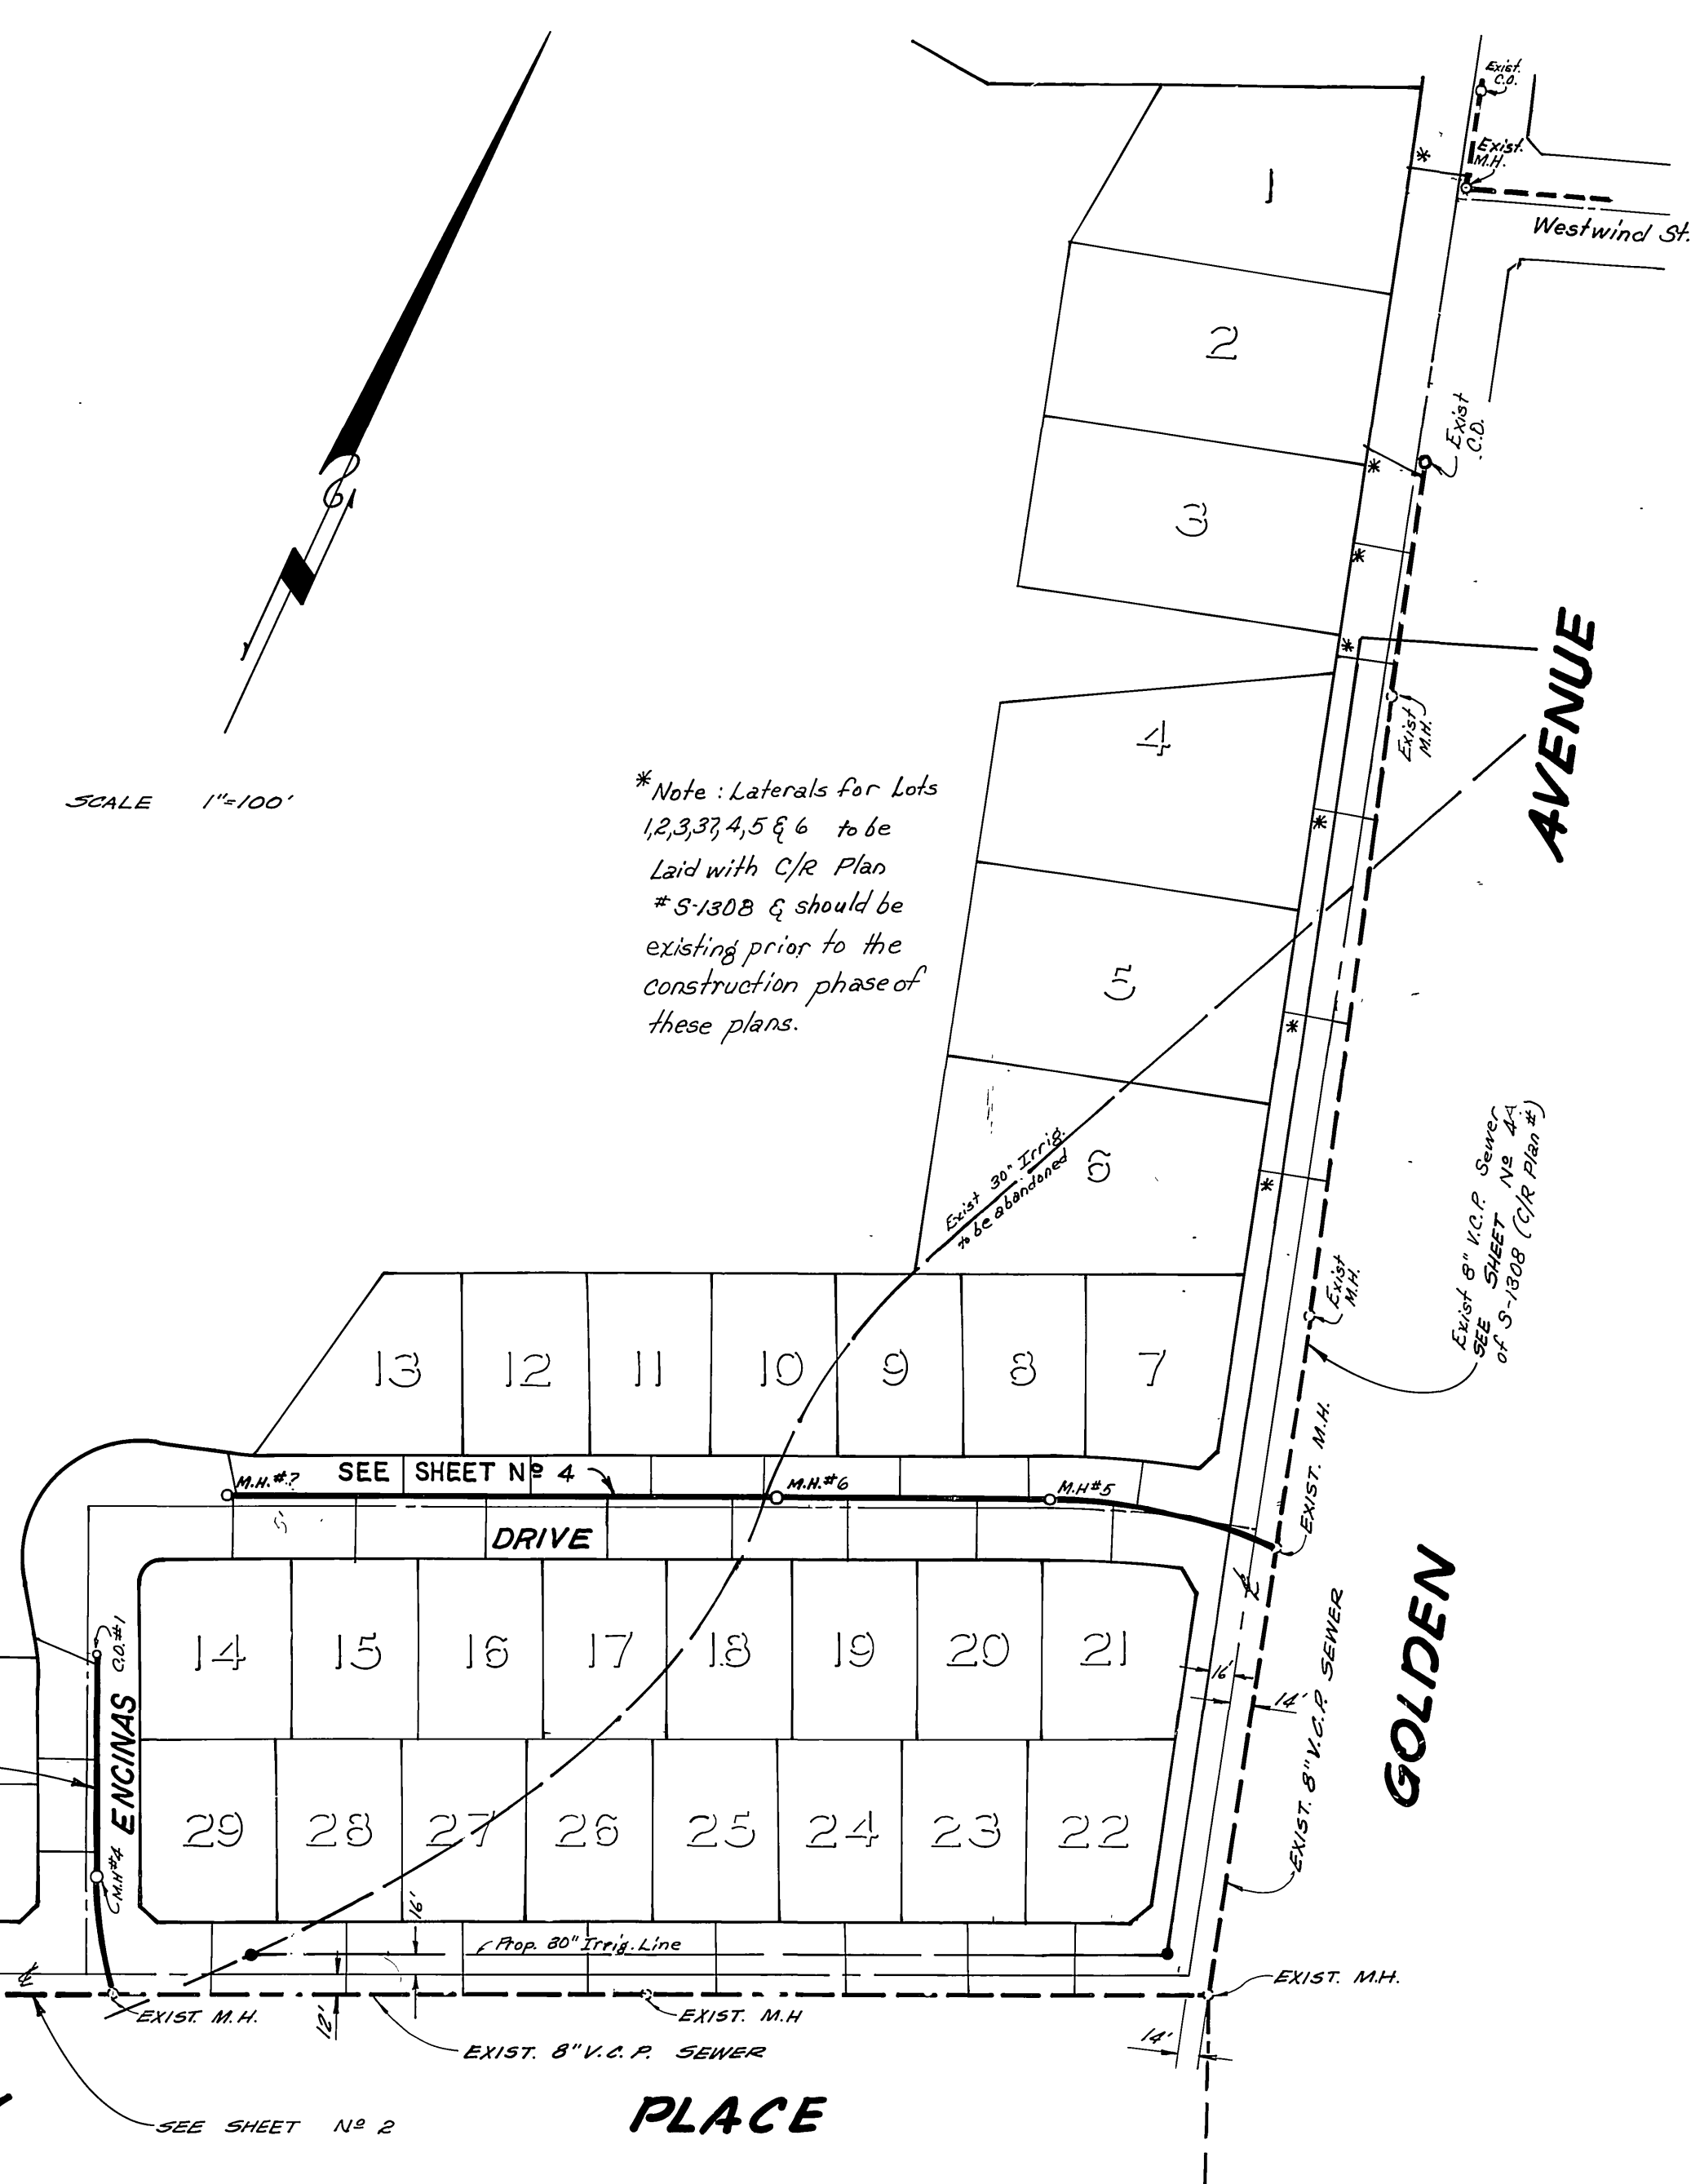 Exist.
C.O.
Exist.
M.H.
Westwind St.
1
2
3
Exist
C.O.
SCALE 1"=100'
* Note : Laterals for Lots
1,2,3,37,4,5 & 6 to be
Laid with C/R Plan
# S-1308 & should be
existing prior to the
construction phase of
these plans.
4
5
6
Exist
M.H.
AVENUE
Exist 30" Irrig.
to be abandoned
Exist 8" V.C.P. Sewer
SEE SHEET Nº 4A
of S-1308 (C/R Plan #)
Exist
M.H.
13 12 11 10 9 8 7
SEE SHEET Nº 4
M.H.#7
M.H.#6
M.H#5
EXIST. M.H.
DRIVE
GOLDEN
C.O.#1
14 15 16 17 18 19 20 21
16'
14'
EXIST. 8" V.C.P. SEWER
ENCINAS
M.H#4
29 28 27 26 25 24 23 22
16'
Prop. 30" Irrig. Line
EXIST. M.H.
12'
EXIST. M.H
EXIST. M.H.
EXIST. 8" V.C.P. SEWER
14'
PLACE
SEE SHEET Nº 2